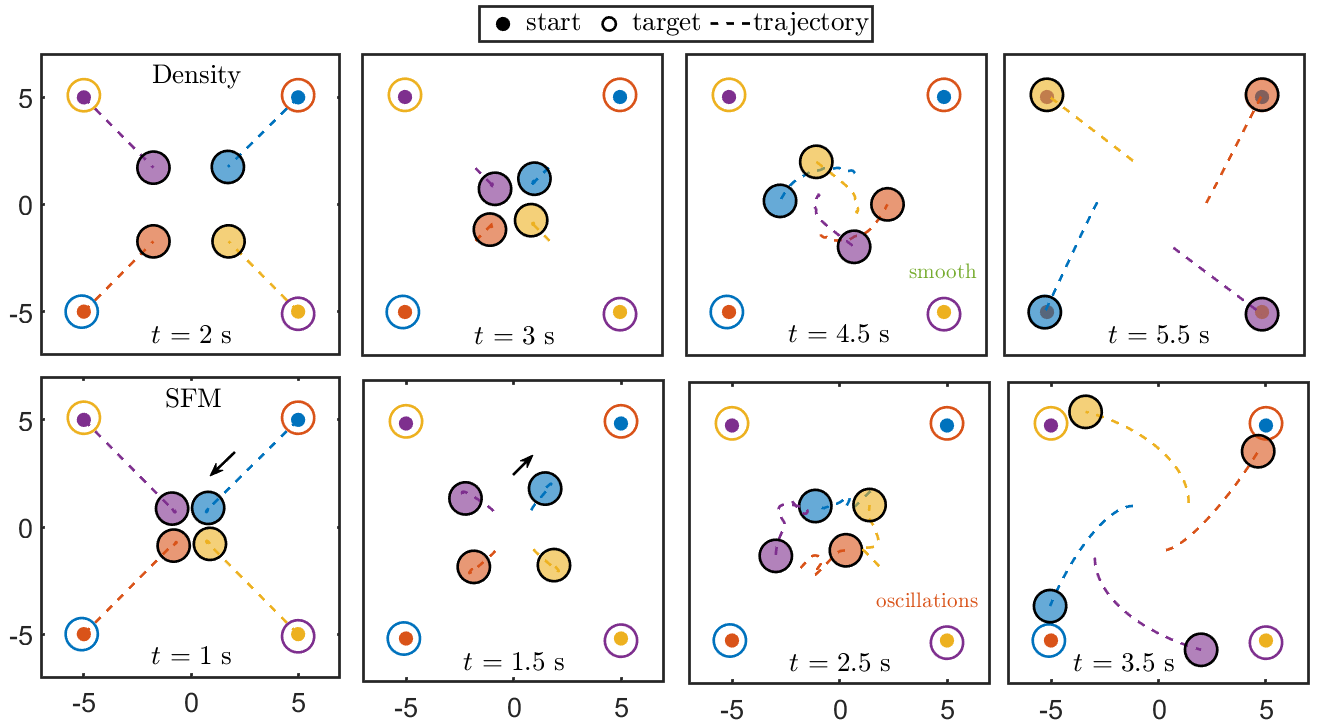 start target trajectory
Density
5
0
-5
t = 2 s
t = 3 s
smooth
t = 4.5 s
t = 5.5 s
SFM
5
0
-5
t = 1 s
t = 1.5 s
oscillations
t = 2.5 s
t = 3.5 s
-5 0 5 -5 0 5 -5 0 5 -5 0 5